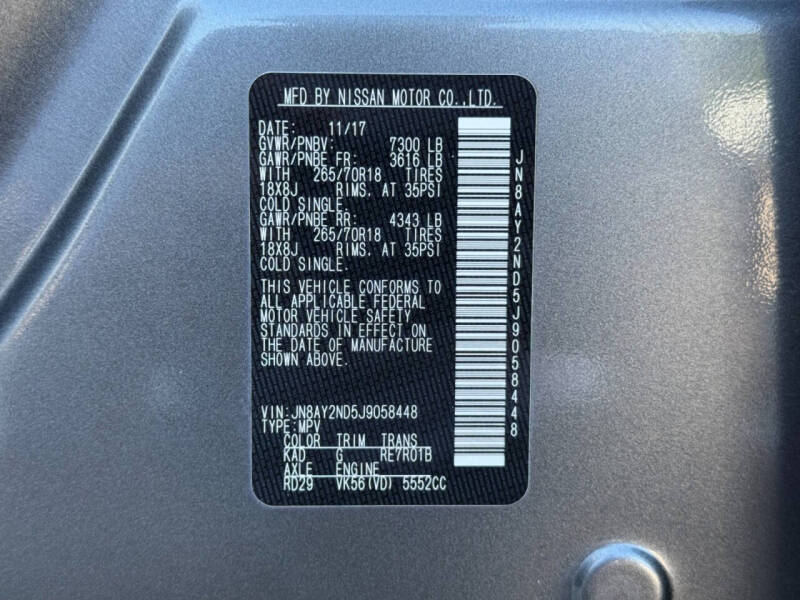 MFD BY NISSAN MOTOR CO.,LTD.
DATE: 11/17
GVWR/PNBV: 7300 LB
GAWR/PNBE FR: 3616 LB
WITH 265/70R18 TIRES
18X8J RIMS. AT 35PSI
COLD SINGLE.
GAWR/PNBE RR: 4343 LB
WITH 265/70R18 TIRES
18X8J RIMS. AT 35PSI
COLD SINGLE.
THIS VEHICLE CONFORMS TO
ALL APPLICABLE FEDERAL
MOTOR VEHICLE SAFETY
STANDARDS IN EFFECT ON
THE DATE OF MANUFACTURE
SHOWN ABOVE.
VIN:JN8AY2ND5J9058448
TYPE:MPV
COLOR TRIM TRANS
KAD G RE7R01B
AXLE ENGINE
RD29 VK56(VD) 5552CC
JN8AY2ND5J9058448